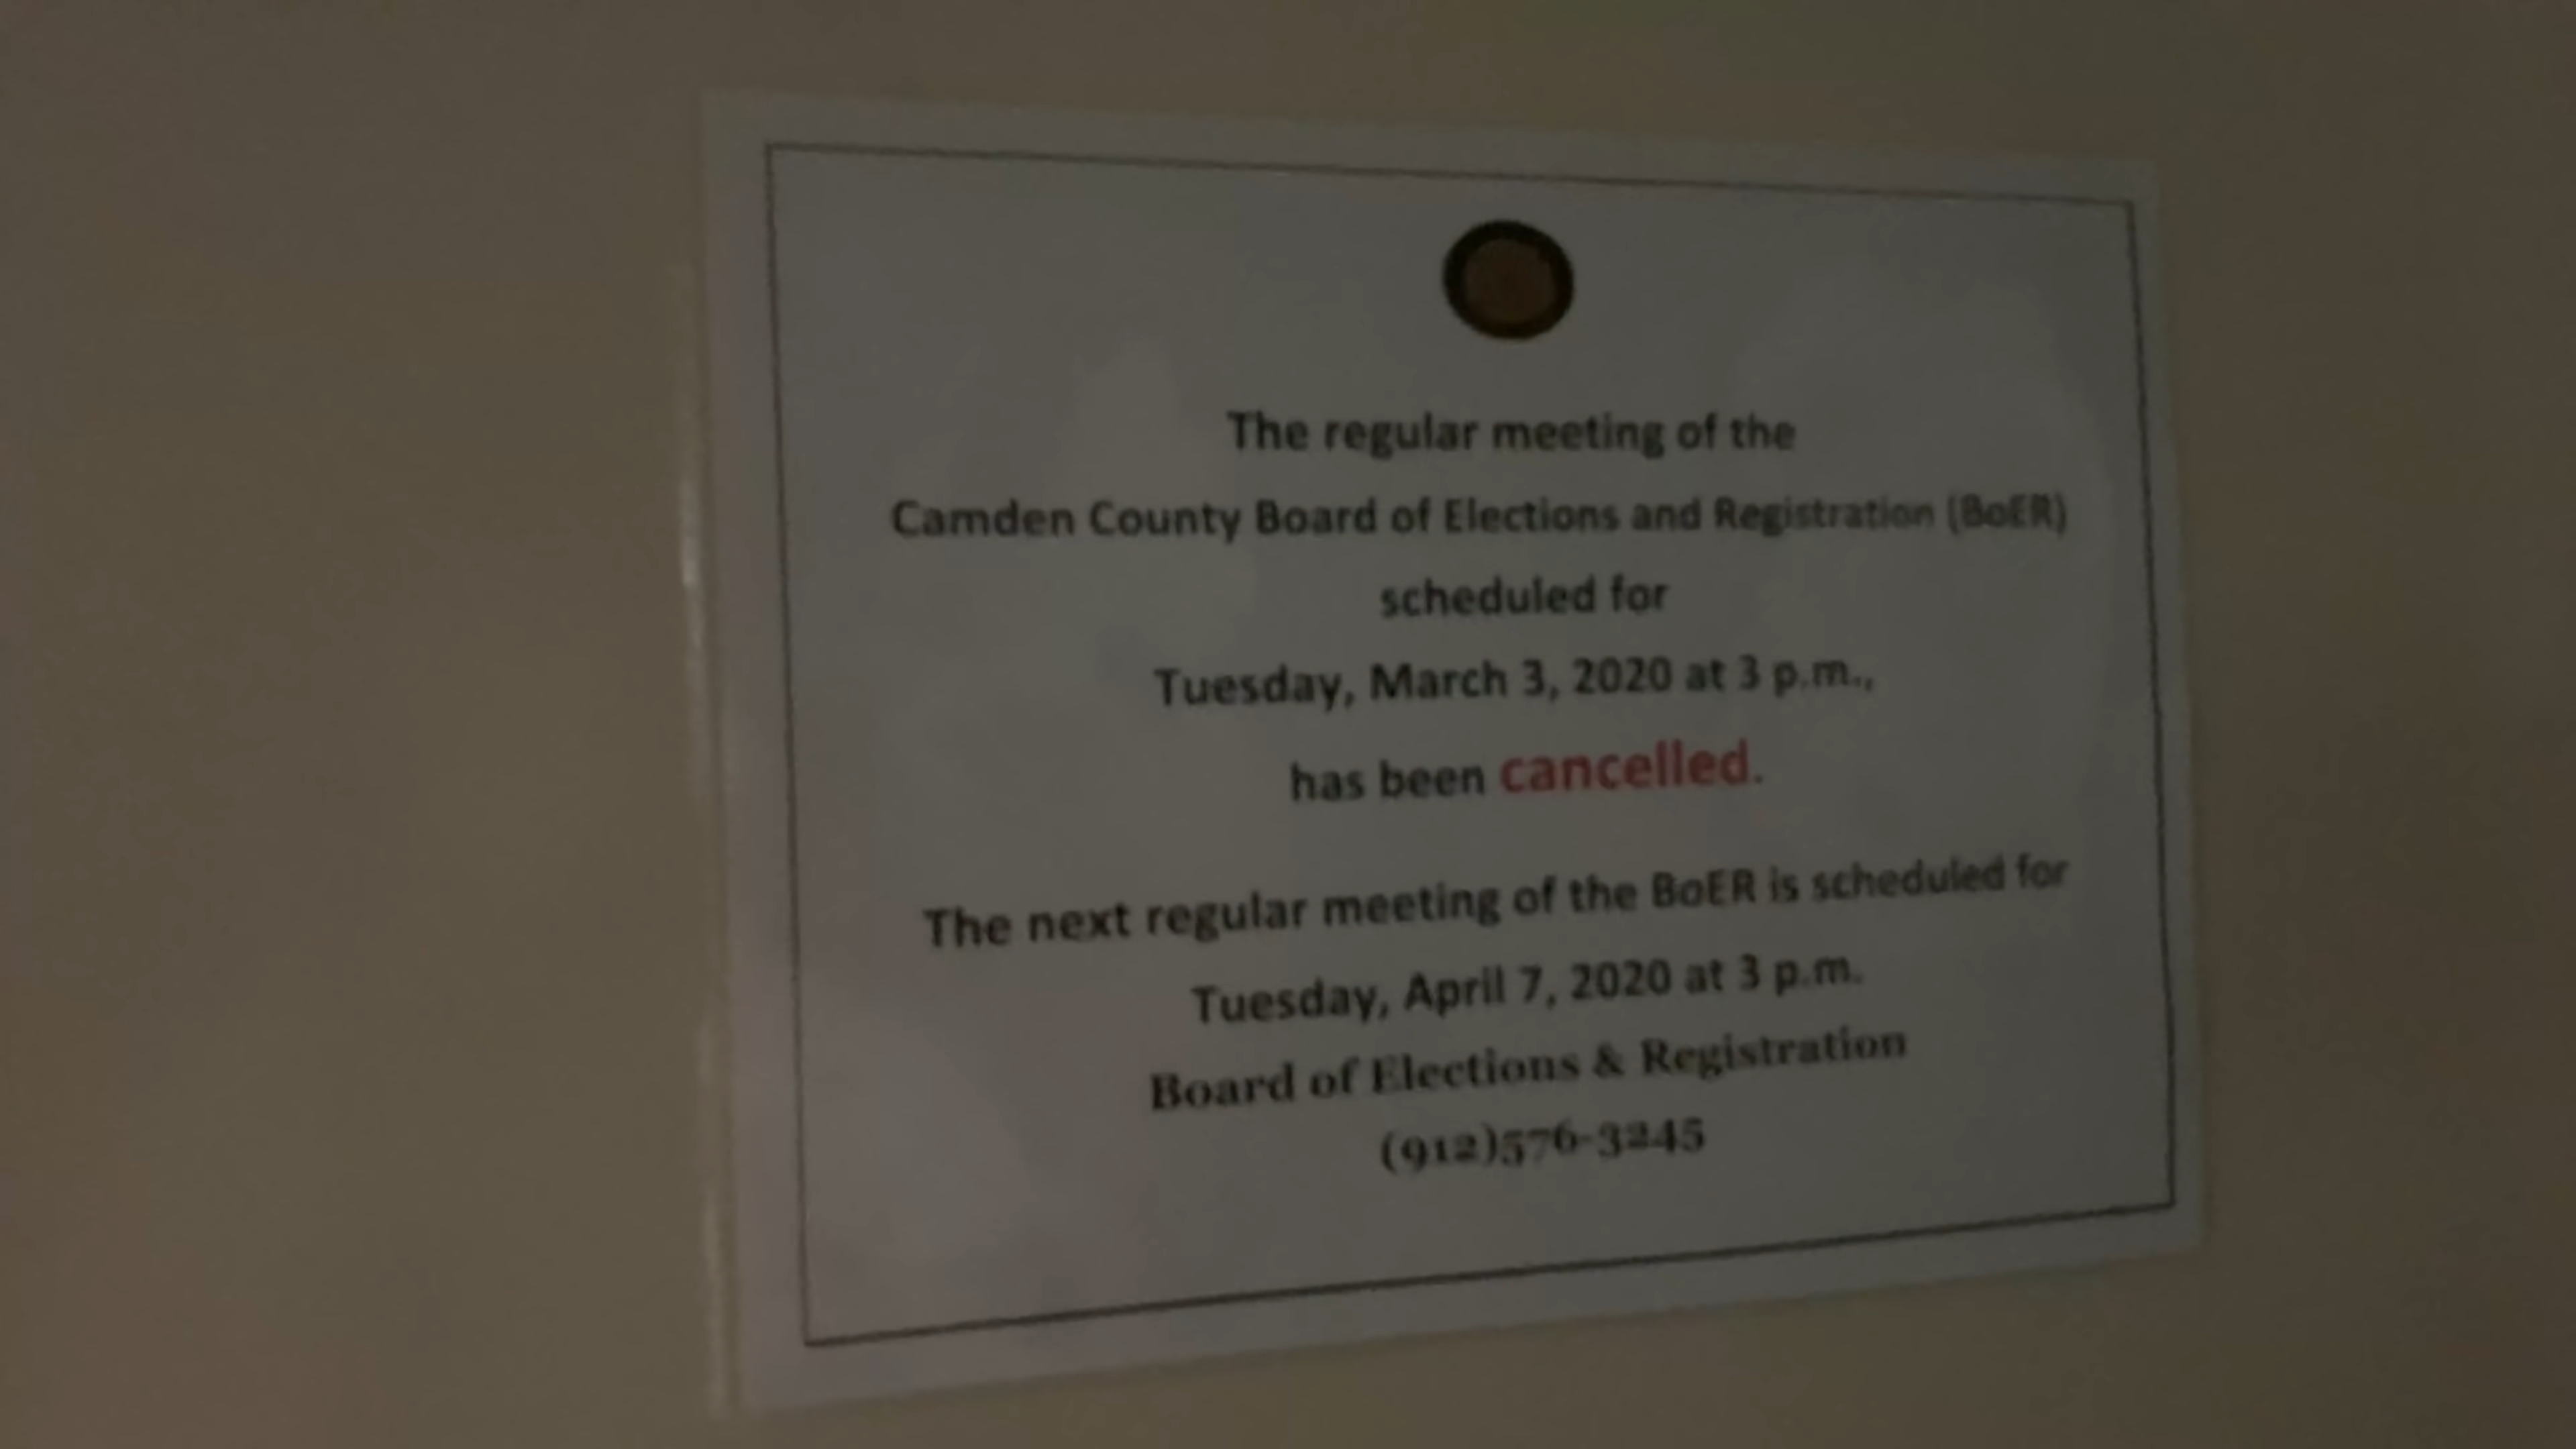 The regular meeting of the
Camden County Board of Elections and Registration (BoER)
scheduled for
Tuesday, March 3, 2020 at 3 p.m.,
has been cancelled.
The next regular meeting of the BoER is scheduled for
Tuesday, April 7, 2020 at 3 p.m.
Board of Elections & Registration
(912)576-3245